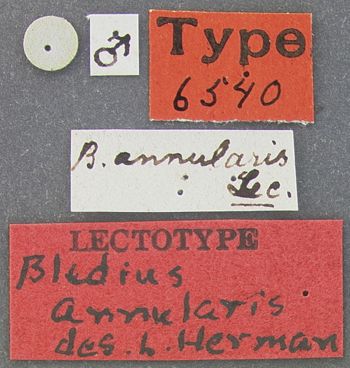 ♂
Type
6540
B. annularis
Lec.
LECTOTYPE
Bledius
annularis
des. L. Herman